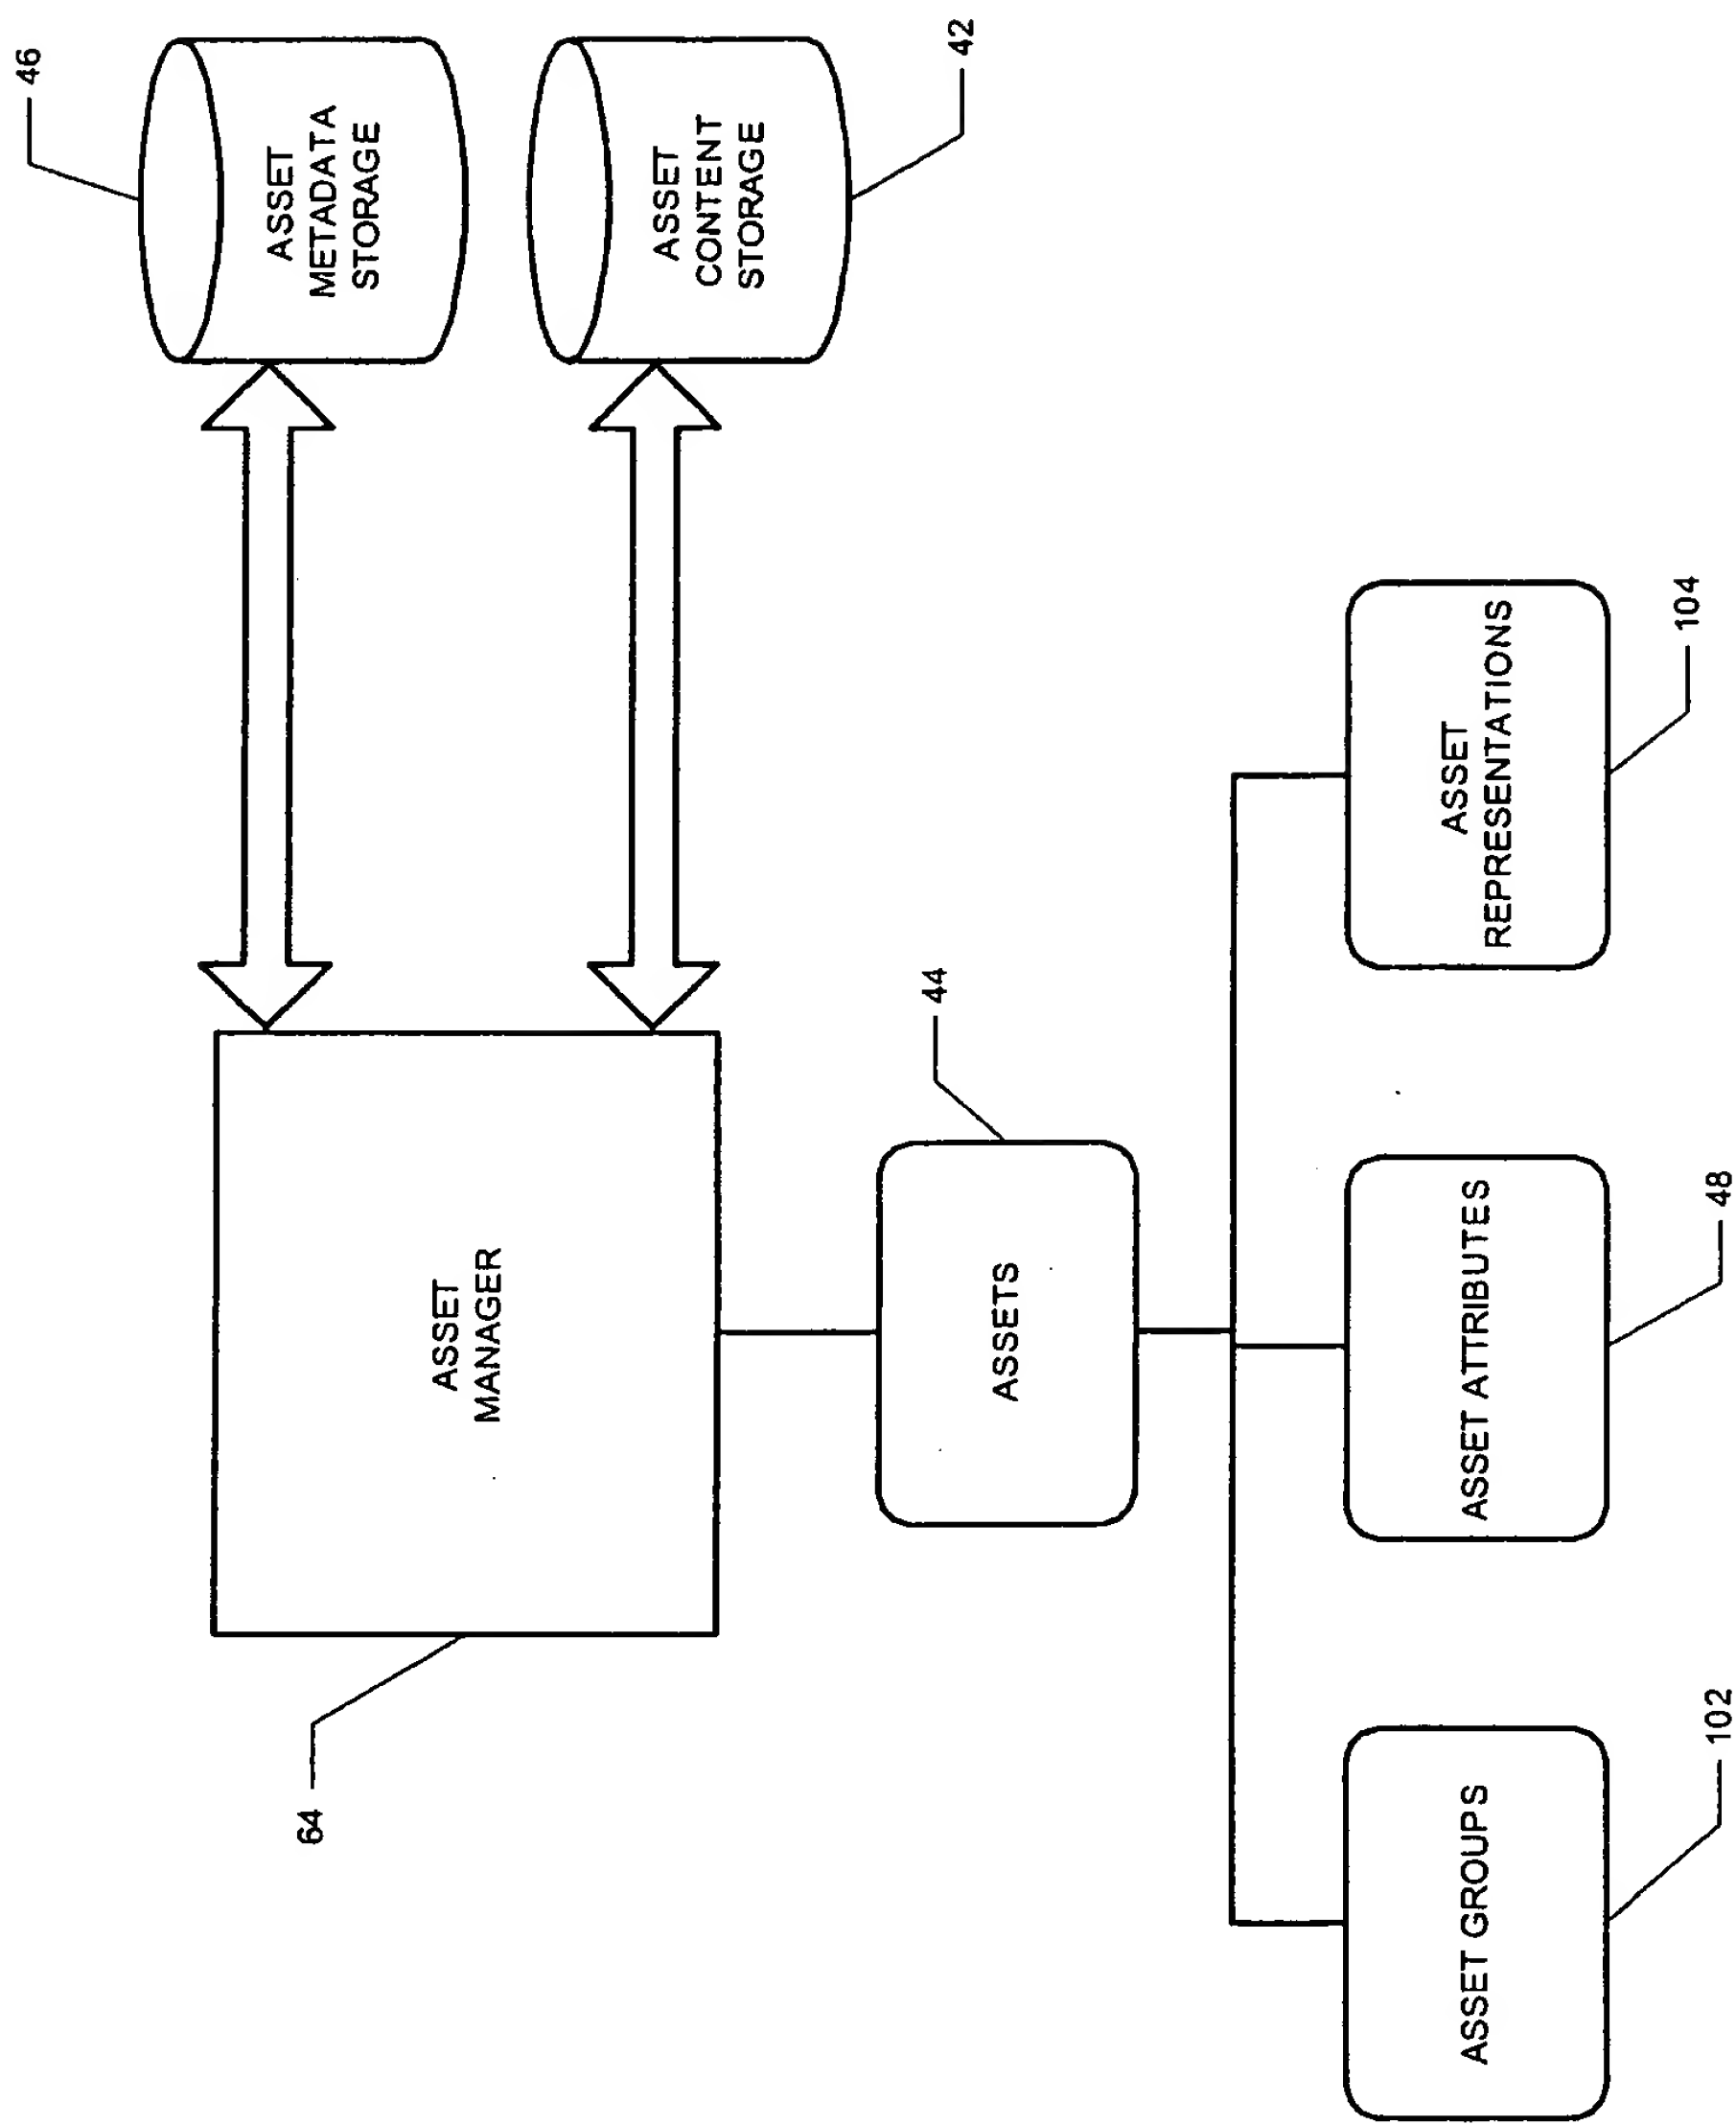 46
ASSET
METADATA
STORAGE
ASSET
CONTENT
STORAGE
42
ASSET
MANAGER
64
44
ASSETS
ASSET GROUPS
102
ASSET ATTRIBUTES
48
ASSET
REPRESENTATIONS
104